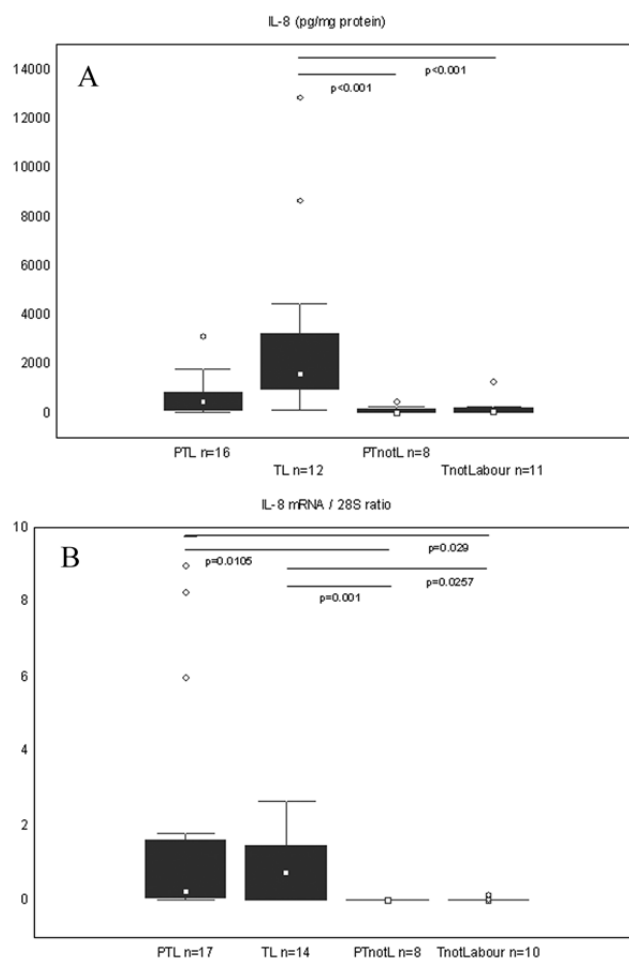 IL-8 (pg/mg protein)
A
14000
12000
10000
8000
6000
4000
2000
0
p<0.001
p<0.001
PTL n=16
TL n=12
PTnotL n=8
TnotLabour n=11
IL-8 mRNA / 28S ratio
B
10
8
6
4
2
0
p=0.029
p=0.0105
p=0.0257
p=0.001
PTL n=17
TL n=14
PTnotL n=8
TnotLabour n=10